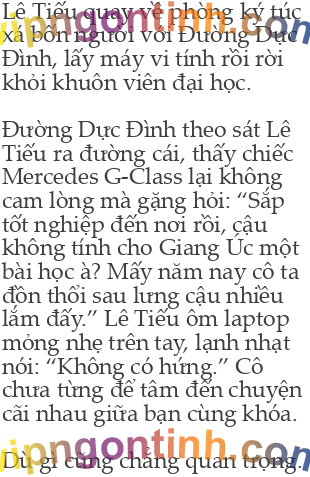 Lê Tiếu quay về phòng ký túc
xá bốn người với Đường Dực
Đình, lấy máy vi tính rồi rời
khỏi khuôn viên đại học.
Đường Dực Đình theo sát Lê
Tiếu ra đường cái, thấy chiếc
Mercedes G-Class lại không
cam lòng mà gặng hỏi: “Sắp
tốt nghiệp đến nơi rồi, cậu
không tính cho Giang Úc một
bài học à? Mấy năm nay cô ta
đồn thổi sau lưng cậu nhiều
lắm đấy.” Lê Tiếu ôm laptop
mỏng nhẹ trên tay, lạnh nhạt
nói: “Không có hứng.” Cô
chưa từng để tâm đến chuyện
cãi nhau giữa bạn cùng khóa.
Dù gì cũng chẳng quan trọng.
vipngontinh.com
vipngontinh.com